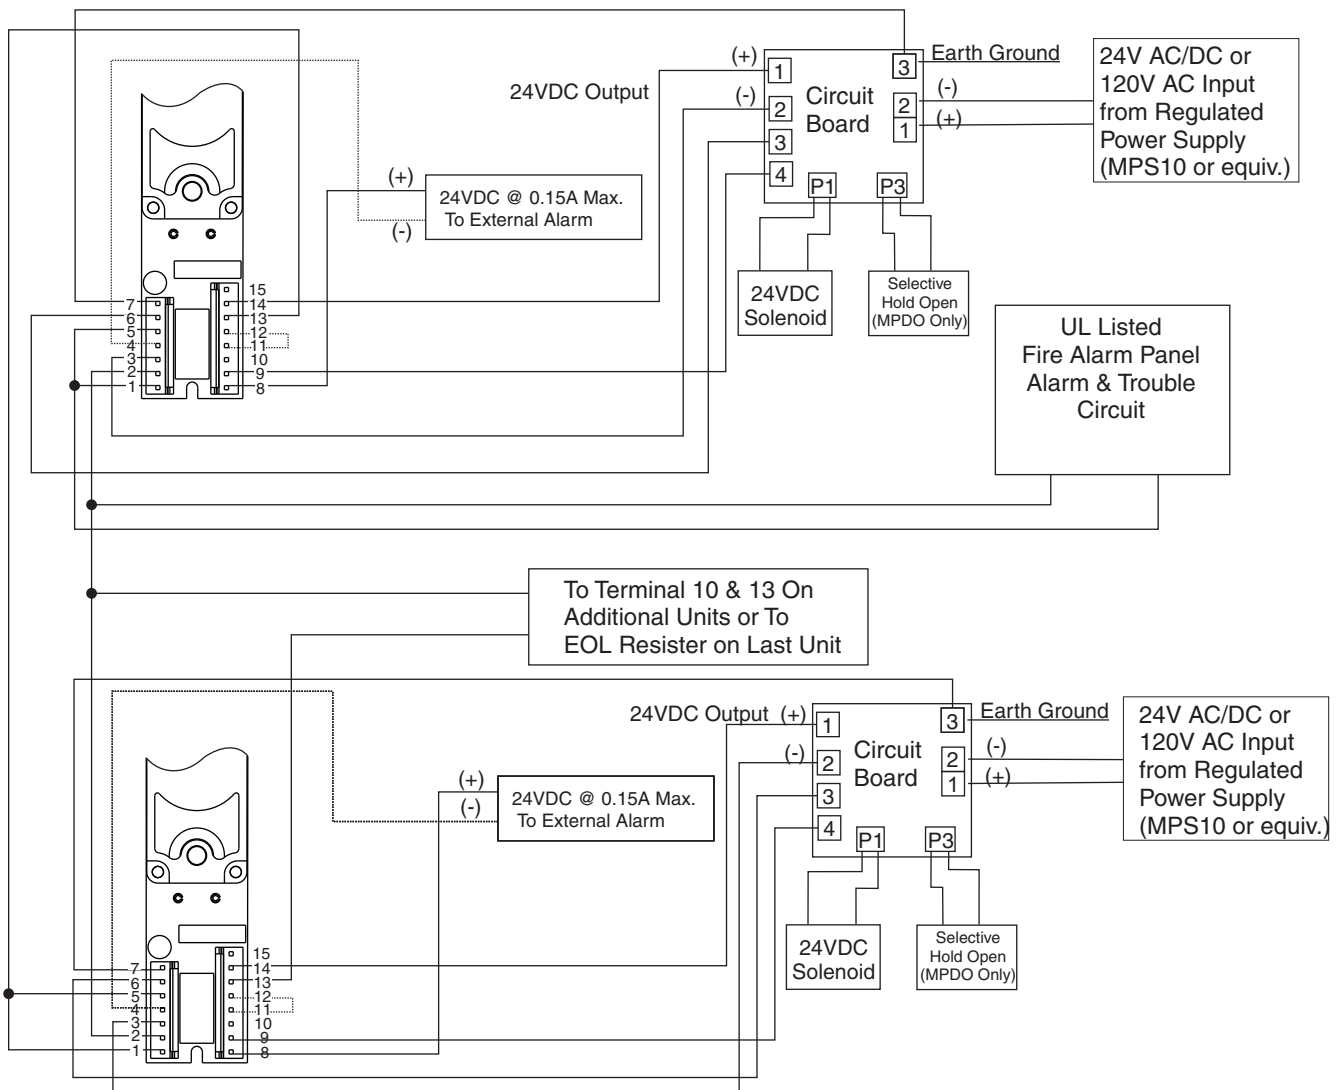 (+)
1
24VDC Output
(-)
2
3
4
Circuit
Board
3
Earth Ground
2
(-)
1
(+)
P1
P3
24V AC/DC or
120V AC Input
from Regulated
Power Supply
(MPS10 or equiv.)
(+)
24VDC @ 0.15A Max.
To External Alarm
(-)
24VDC
Solenoid
Selective
Hold Open
(MPDO Only)
7
6
5
4
3
2
1
15
14
13
12
11
10
9
8
UL Listed
Fire Alarm Panel
Alarm & Trouble
Circuit
To Terminal 10 & 13 On
Additional Units or To
EOL Resister on Last Unit
24VDC Output (+)
1
(-)
2
3
4
Circuit
Board
3
Earth Ground
2
(-)
1
(+)
P1
P3
24V AC/DC or
120V AC Input
from Regulated
Power Supply
(MPS10 or equiv.)
(+)
(-)
24VDC @ 0.15A Max.
To External Alarm
24VDC
Solenoid
Selective
Hold Open
(MPDO Only)
7
6
5
4
3
2
1
15
14
13
12
11
10
9
8